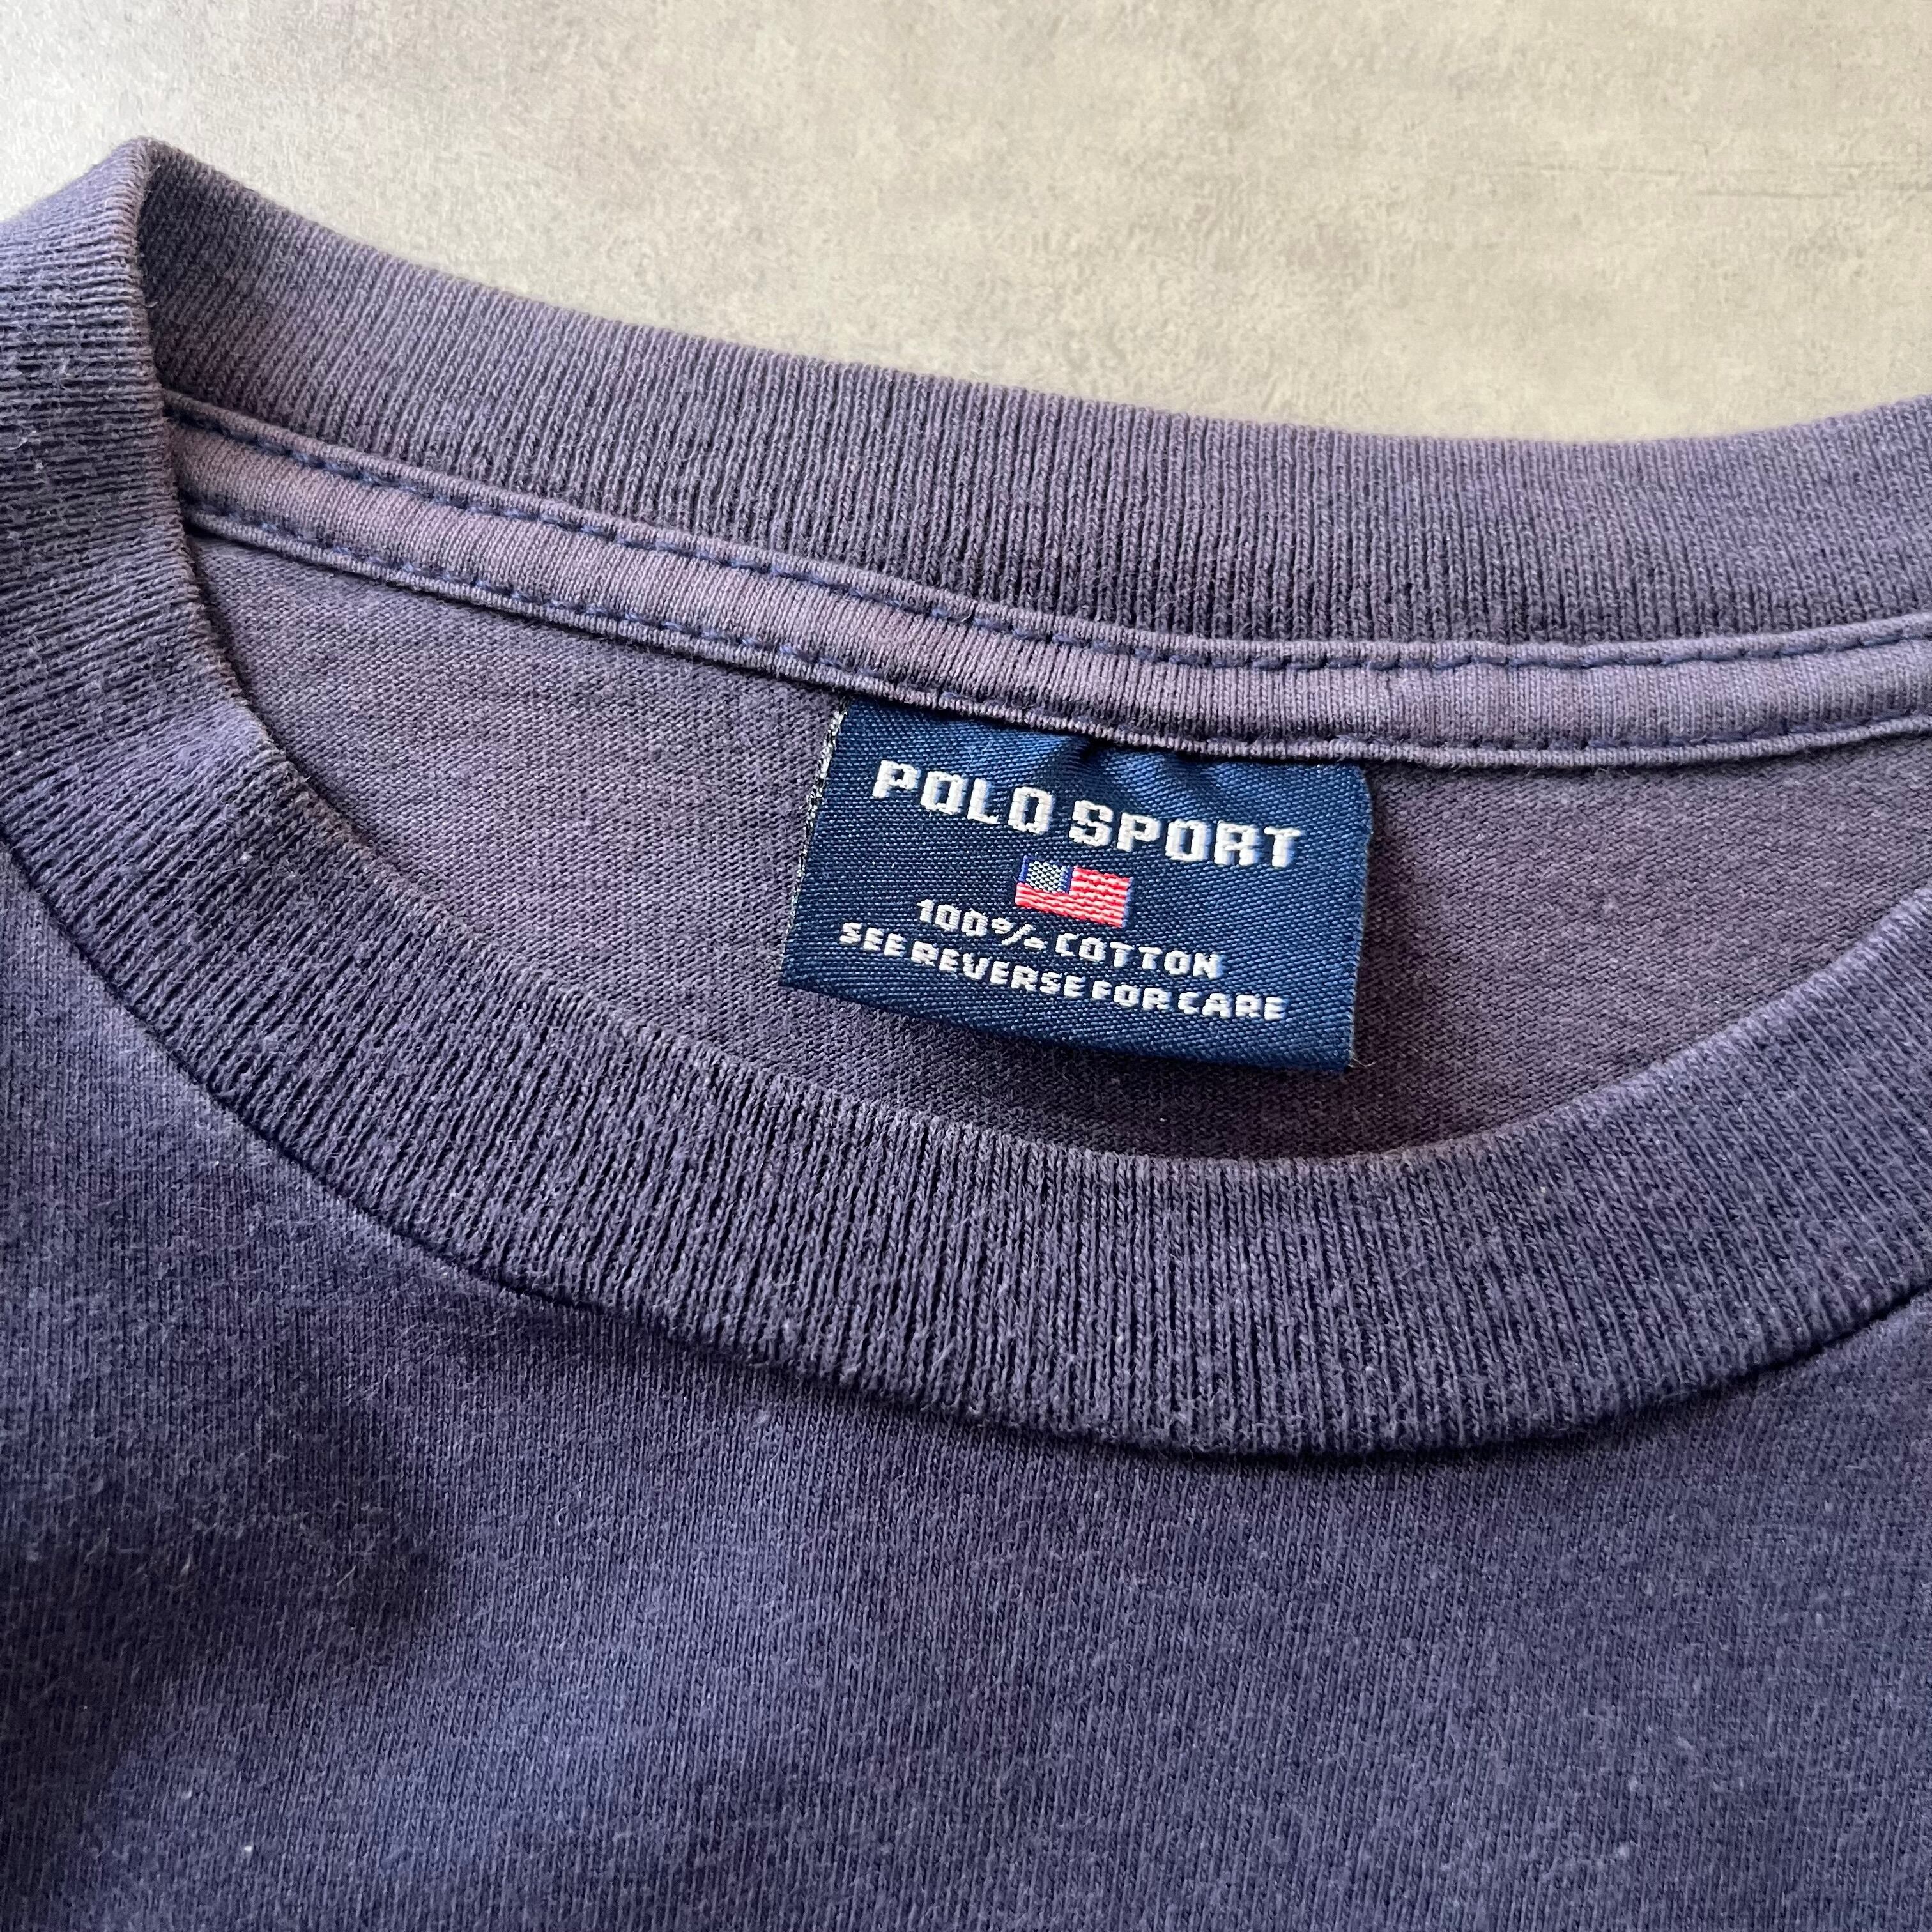 POLO SPORT
100% COTTON
SEE REVERSE FOR CARE